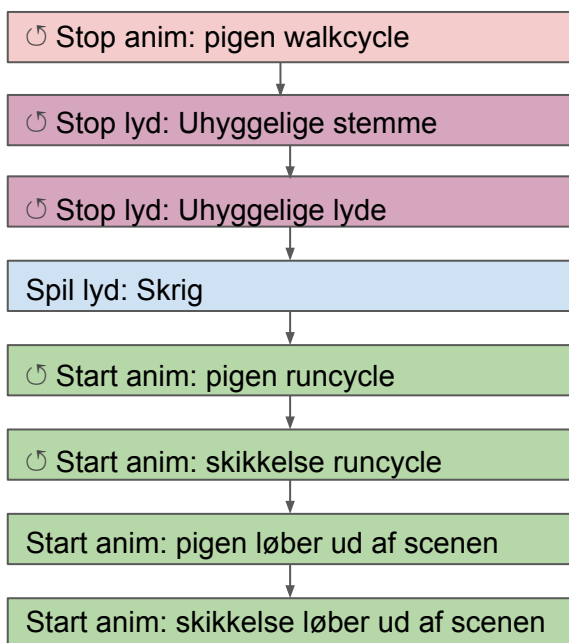 ↺ Stop anim: pigen walkcycle
↺ Stop lyd: Uhyggelige stemme
↺ Stop lyd: Uhyggelige lyde
Spil lyd: Skrig
↺ Start anim: pigen runcycle
↺ Start anim: skikkelse runcycle
Start anim: pigen løber ud af scenen
Start anim: skikkelse løber ud af scenen